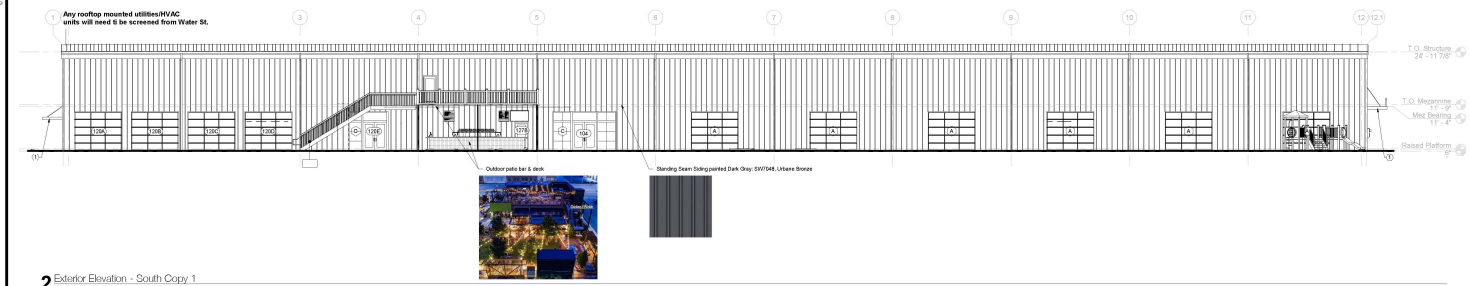 Any rooftop mounted utilities/HVAC
units will need ti be screened from Water St.
1
3
4
5
6
7
8
9
10
11
12
12.1
T.O. Structure
24' - 11 7/8"
T.O. Mezannine
11' - 9"
Mez Bearing
11' - 4"
Raised Platform
6"
120A
120B
120C
120D
C
120E
127B
C
104
A
A
A
A
A
(1)
Outdoor patio bar & deck
Standing Seam Siding painted Dark Gray: SW7048, Urbane Bronze
2 Exterior Elevation - South Copy 1